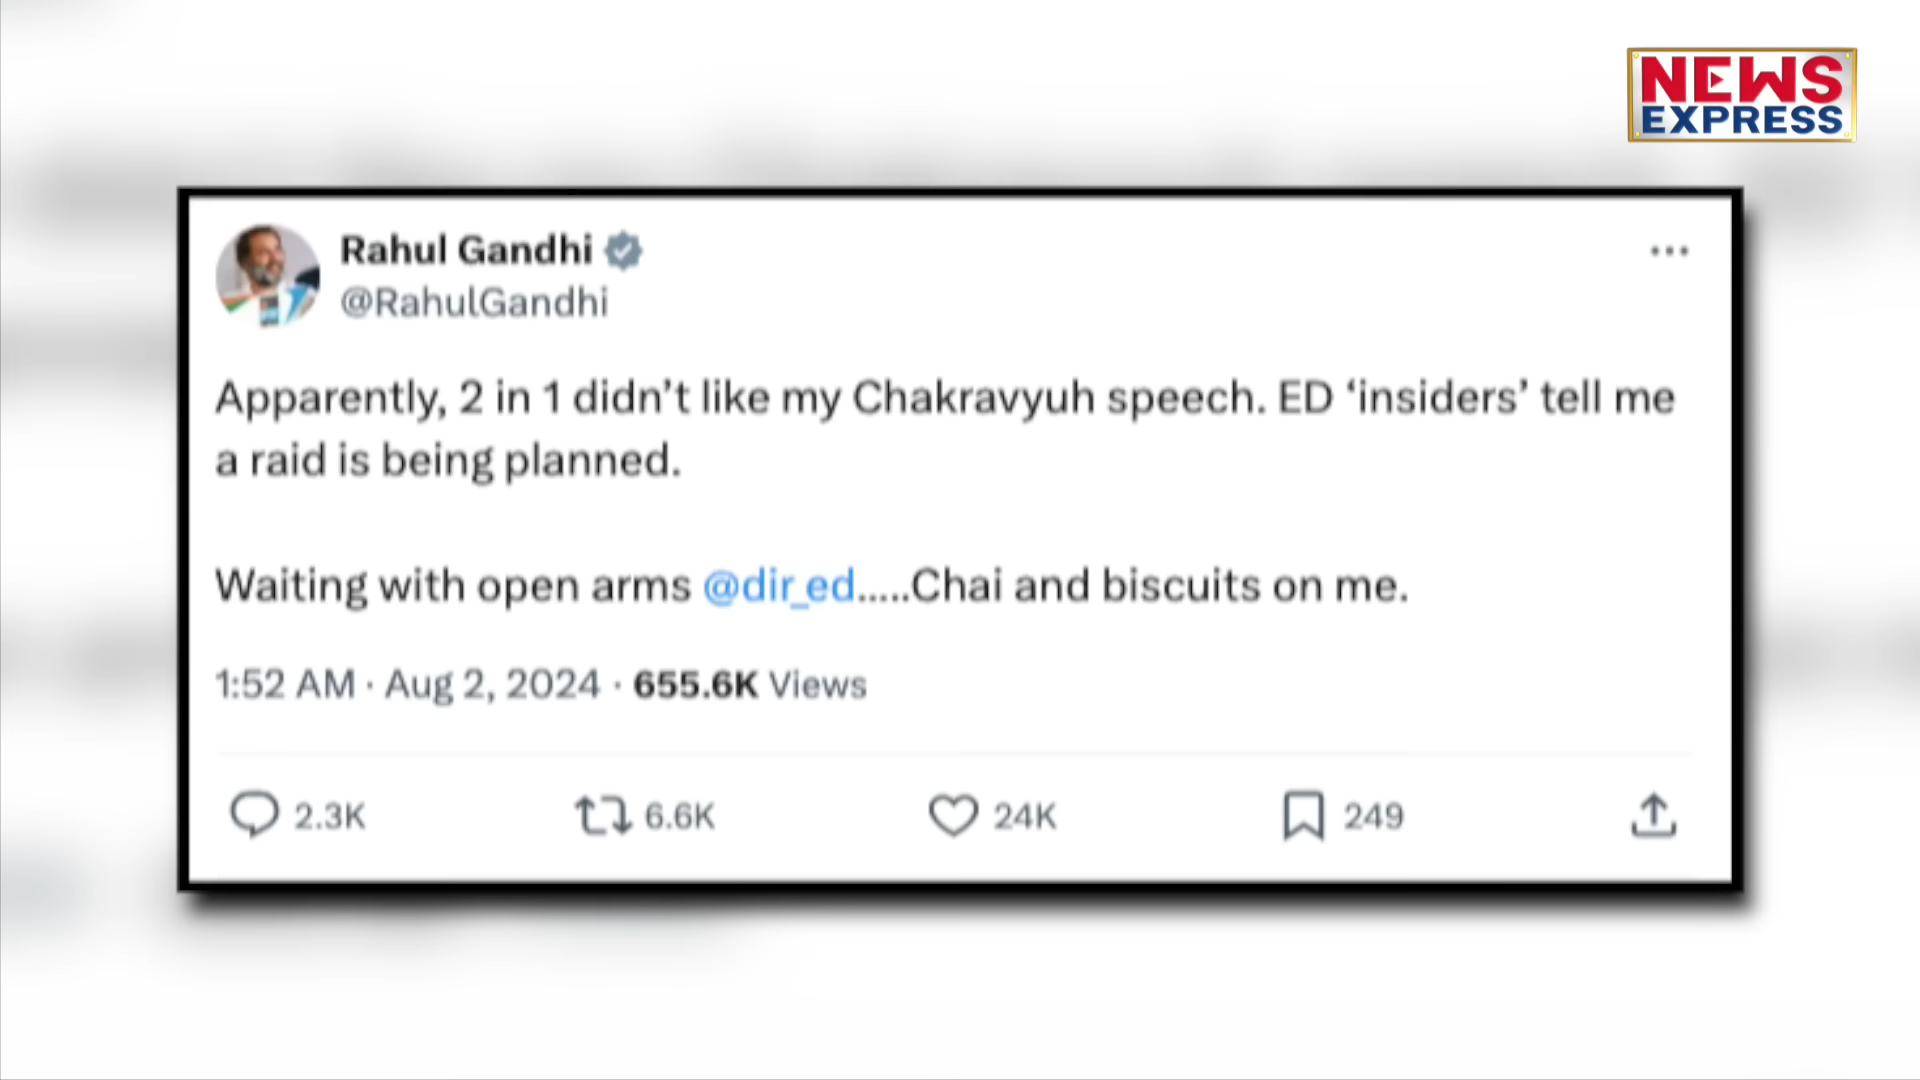 NEWS
EXPRESS
Rahul Gandhi
@RahulGandhi
Apparently, 2 in 1 didn’t like my Chakravyuh speech. ED ‘insiders’ tell me
a raid is being planned.
Waiting with open arms @dir_ed.....Chai and biscuits on me.
1:52 AM · Aug 2, 2024 · 655.6K Views
2.3K 6.6K 24K 249